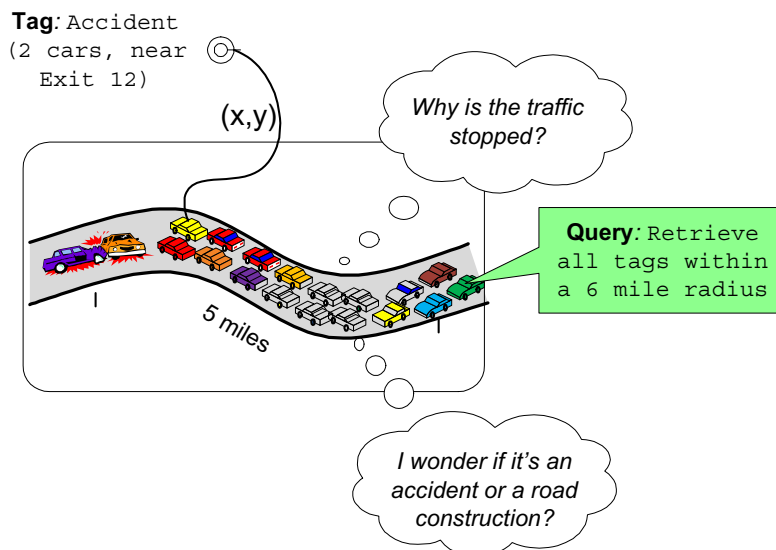 Tag: Accident
(2 cars, near
Exit 12)
(x,y)
Why is the traffic
stopped?
Query: Retrieve
all tags within
a 6 mile radius
5 miles
I wonder if it's an
accident or a road
construction?